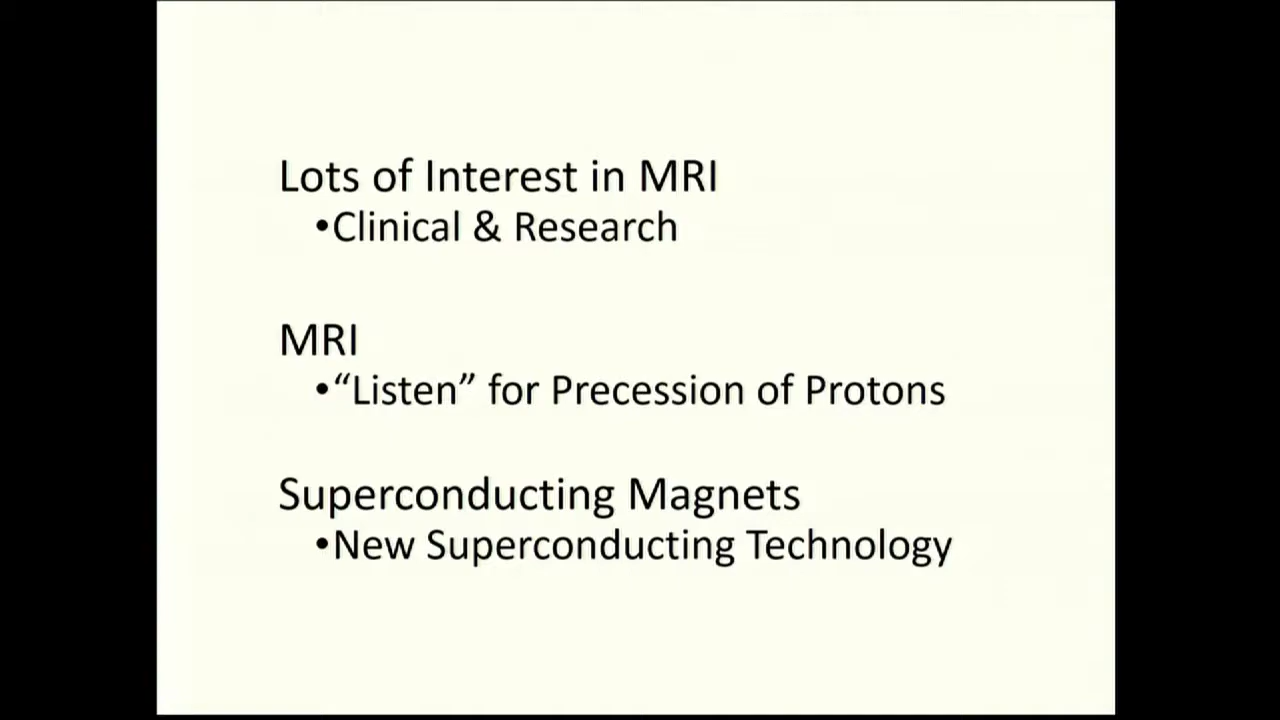 Lots of Interest in MRI
•Clinical & Research
MRI
•“Listen” for Precession of Protons
Superconducting Magnets
•New Superconducting Technology